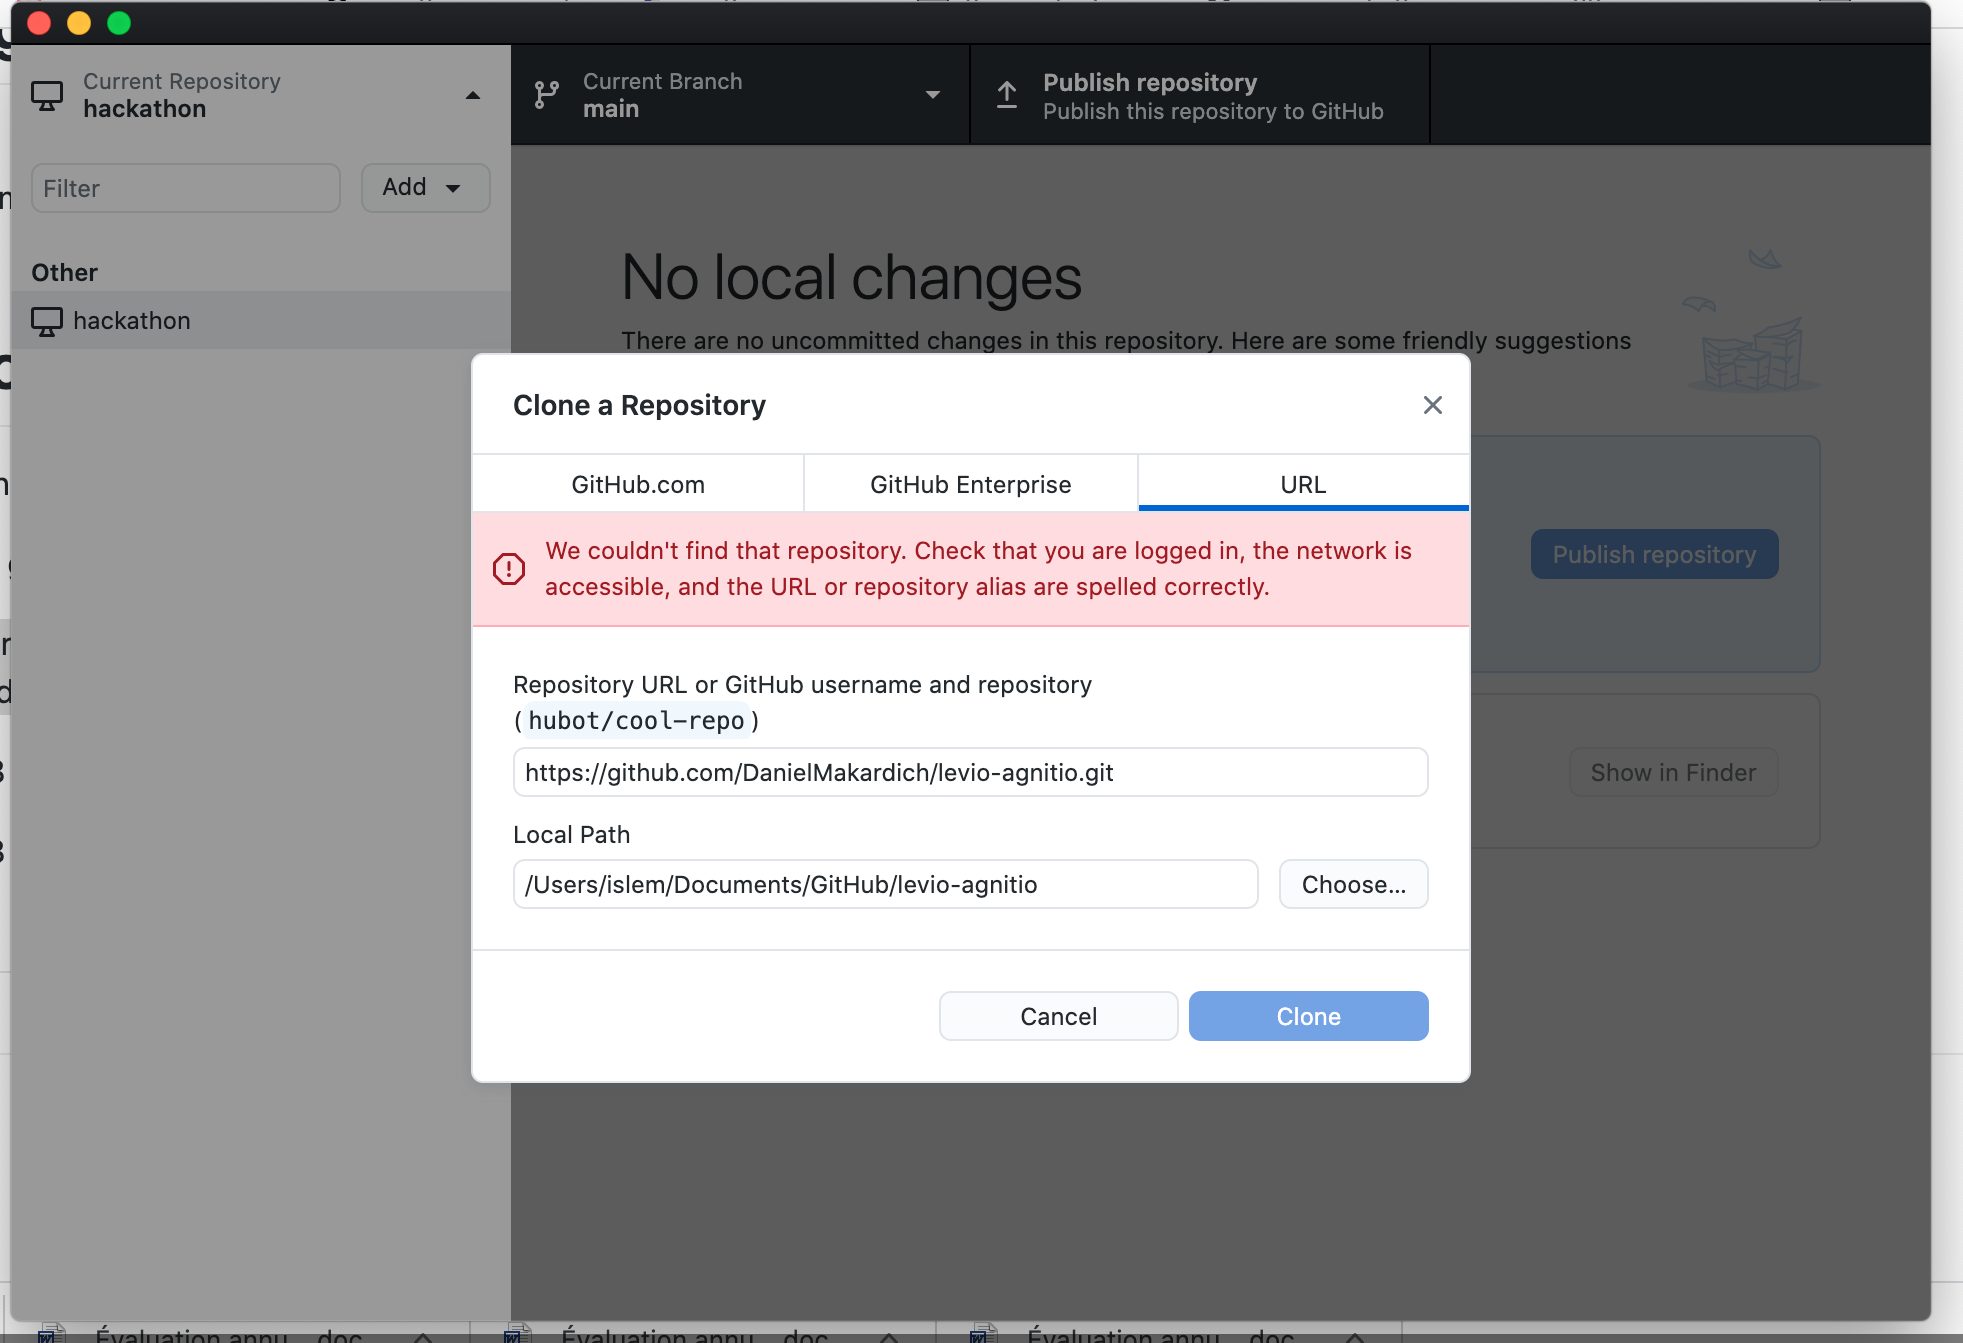 Current Repository
hackathon
Current Branch
main
Publish repository
Publish this repository to GitHub
Filter
Add
Other
hackathon
No local changes
There are no uncommitted changes in this repository. Here are some friendly suggestions
Clone a Repository
GitHub.com
GitHub Enterprise
URL
We couldn't find that repository. Check that you are logged in, the network is
accessible, and the URL or repository alias are spelled correctly.
Publish repository
Repository URL or GitHub username and repository
(hubot/cool-repo)
https://github.com/DanielMakardich/levio-agnitio.git
Show in Finder
Local Path
/Users/islem/Documents/GitHub/levio-agnitio
Choose...
Cancel
Clone
Évaluation annu....doc
Évaluation annu....doc
Évaluation annu....doc